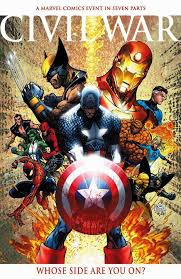 A MARVEL COMICS EVENT IN SEVEN PARTS
CIVIL WAR
WHOSE SIDE ARE YOU ON?